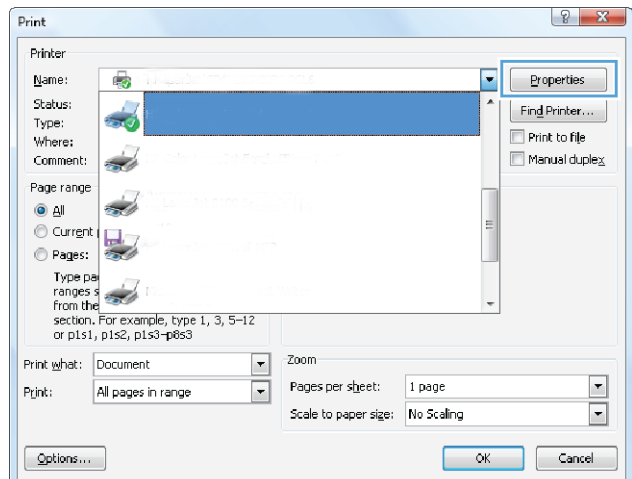 Print
Printer
Name:
Properties
Status:
Find Printer...
Type:
Print to file
Where:
Manual duplex
Comment:
Page range
All
Current
Pages:
Type pa
ranges s
from the
section. For example, type 1, 3, 5–12
or p1s1, p1s2, p1s3–p8s3
Print what: Document
Print: All pages in range
Zoom
Pages per sheet: 1 page
Scale to paper size: No Scaling
Options...
OK
Cancel